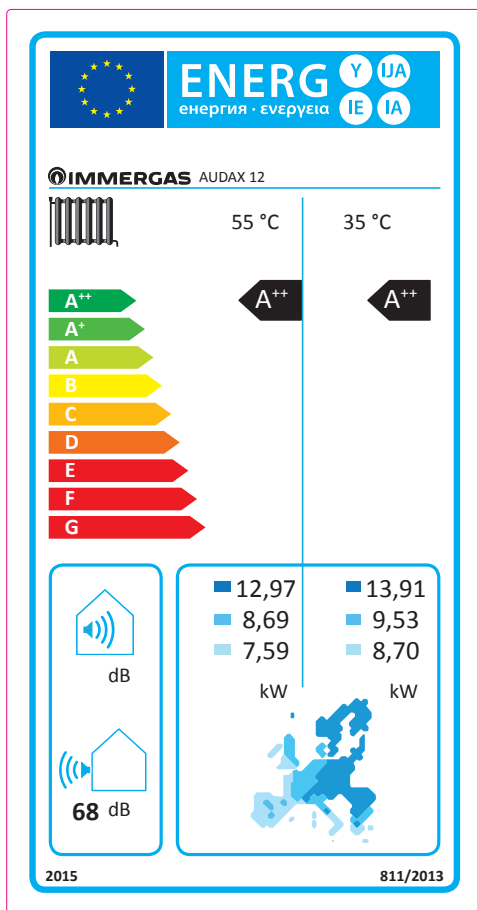 ENERG Y IJA
енергия · ενεργεια IE IA
IMMERGAS AUDAX 12
55 °C 35 °C
A++ A++ A++
A+
A
B
C
D
E
F
G
12,97 13,91
8,69 9,53
7,59 8,70
kW kW
dB
68 dB
2015 811/2013